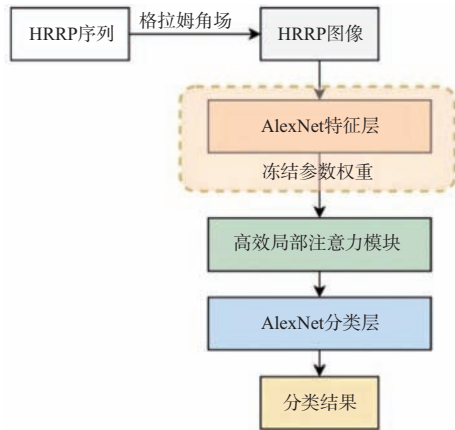 HRRP序列
格拉姆角场
HRRP图像
AlexNet特征层
冻结参数权重
高效局部注意力模块
AlexNet分类层
分类结果